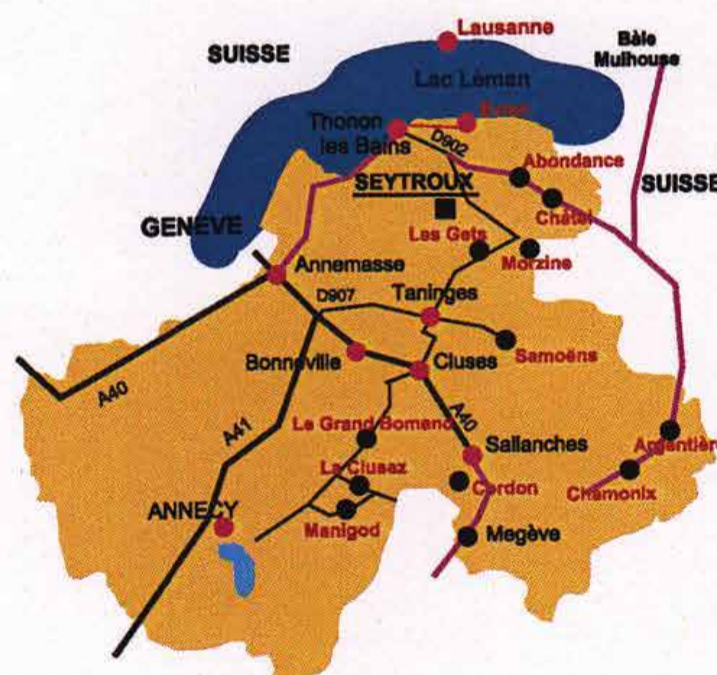 Lausanne
SUISSE
Bâle
Mulhouse
Lac Léman
Evian
Thonon
les Bains
D902
Abondance
SEYTROUX
SUISSE
Châtel
GENEVE
Les Gets
Morzine
Annemasse
D907
Taninges
Samoëns
Bonneville
Cluses
A40
A41
A40
Le Grand Bornand
Sallanches
Argentière
La Clusaz
Cordon
Chamonix
ANNECY
Manigod
Megève